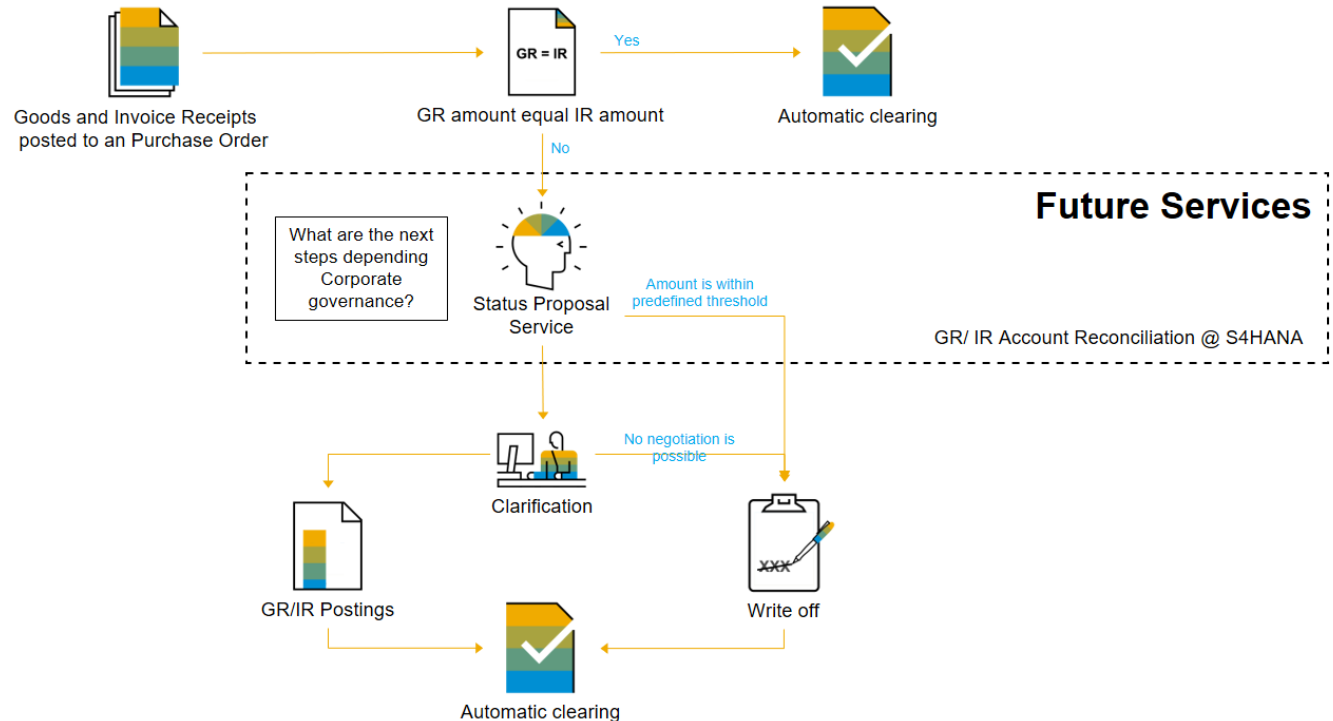 GR = IR
Yes
Goods and Invoice Receipts
posted to an Purchase Order
GR amount equal IR amount
Automatic clearing
No
Future Services
What are the next
steps depending
Corporate
governance?
Status Proposal
Service
Amount is within
predefined threshold
GR/ IR Account Reconciliation @ S4HANA
No negotiation is
possible
Clarification
XXX
GR/IR Postings
Write off
Automatic clearing